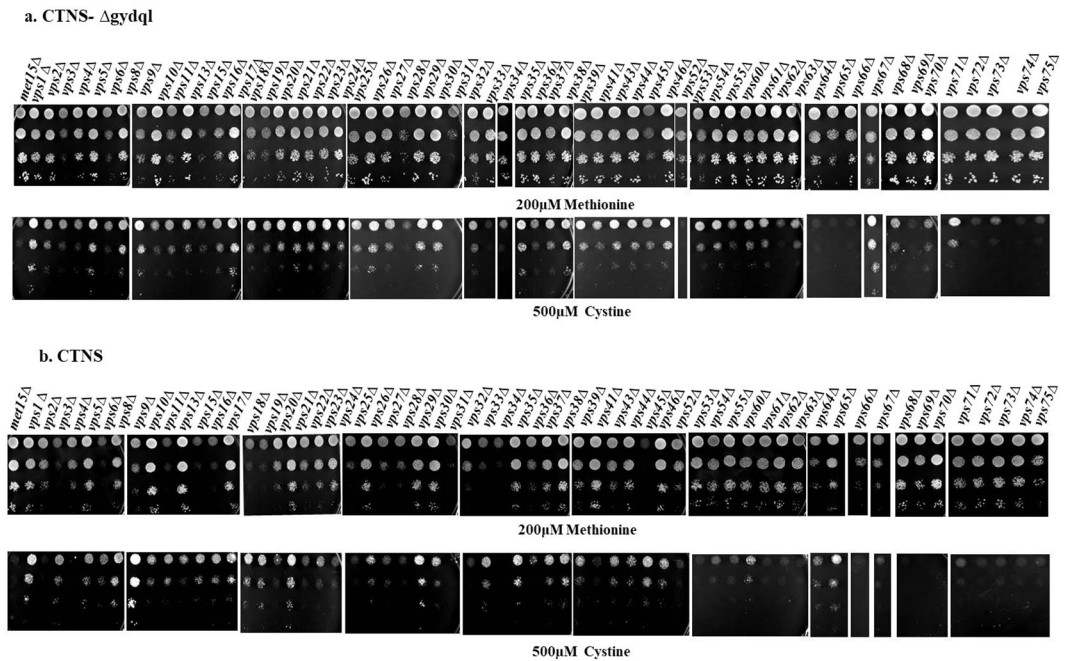 a. CTNS- Δgydql
met15Δ vps1 Δ vps2Δ vps3Δ vps4Δ vps5Δ vps6Δ vps8Δ vps9Δ vps10Δ vps11Δ vps13Δ vps15Δ vps16Δ vps17Δ vps18Δ vps19Δ vps20Δ vps21Δ vps22Δ vps23Δ vps24Δ vps25Δ vps26Δ vps27Δ vps28Δ vps29Δ vps30Δ vps31Δ vps32Δ vps33Δ vps34Δ vps35Δ vps36Δ vps37Δ vps38Δ vps39Δ vps41Δ vps43Δ vps44Δ vps45Δ vps46Δ vps52Δ vps53Δ vps54Δ vps55Δ vps60Δ vps61Δ vps62Δ vps63Δ vps64Δ vps65Δ vps66Δ vps67Δ vps68Δ vps69Δ vps70Δ vps71Δ vps72Δ vps73Δ vps74Δ vps75Δ
200µM Methionine
500µM Cystine
b. CTNS
met15Δ vps1 Δ vps2Δ vps3Δ vps4Δ vps5Δ vps6Δ vps8Δ vps9Δ vps10Δ vps11Δ vps13Δ vps15Δ vps16Δ vps17Δ vps18Δ vps19Δ vps20Δ vps21Δ vps22Δ vps23Δ vps24Δ vps25Δ vps26Δ vps27Δ vps28Δ vps29Δ vps30Δ vps31Δ vps32Δ vps33Δ vps34Δ vps35Δ vps36Δ vps37Δ vps38Δ vps39Δ vps41Δ vps43Δ vps44Δ vps45Δ vps46Δ vps52Δ vps53Δ vps54Δ vps55Δ vps60Δ vps61Δ vps62Δ vps63Δ vps64Δ vps65Δ vps66Δ vps67Δ vps68Δ vps69Δ vps70Δ vps71Δ vps72Δ vps73Δ vps74Δ vps75Δ
200µM Methionine
500µM Cystine